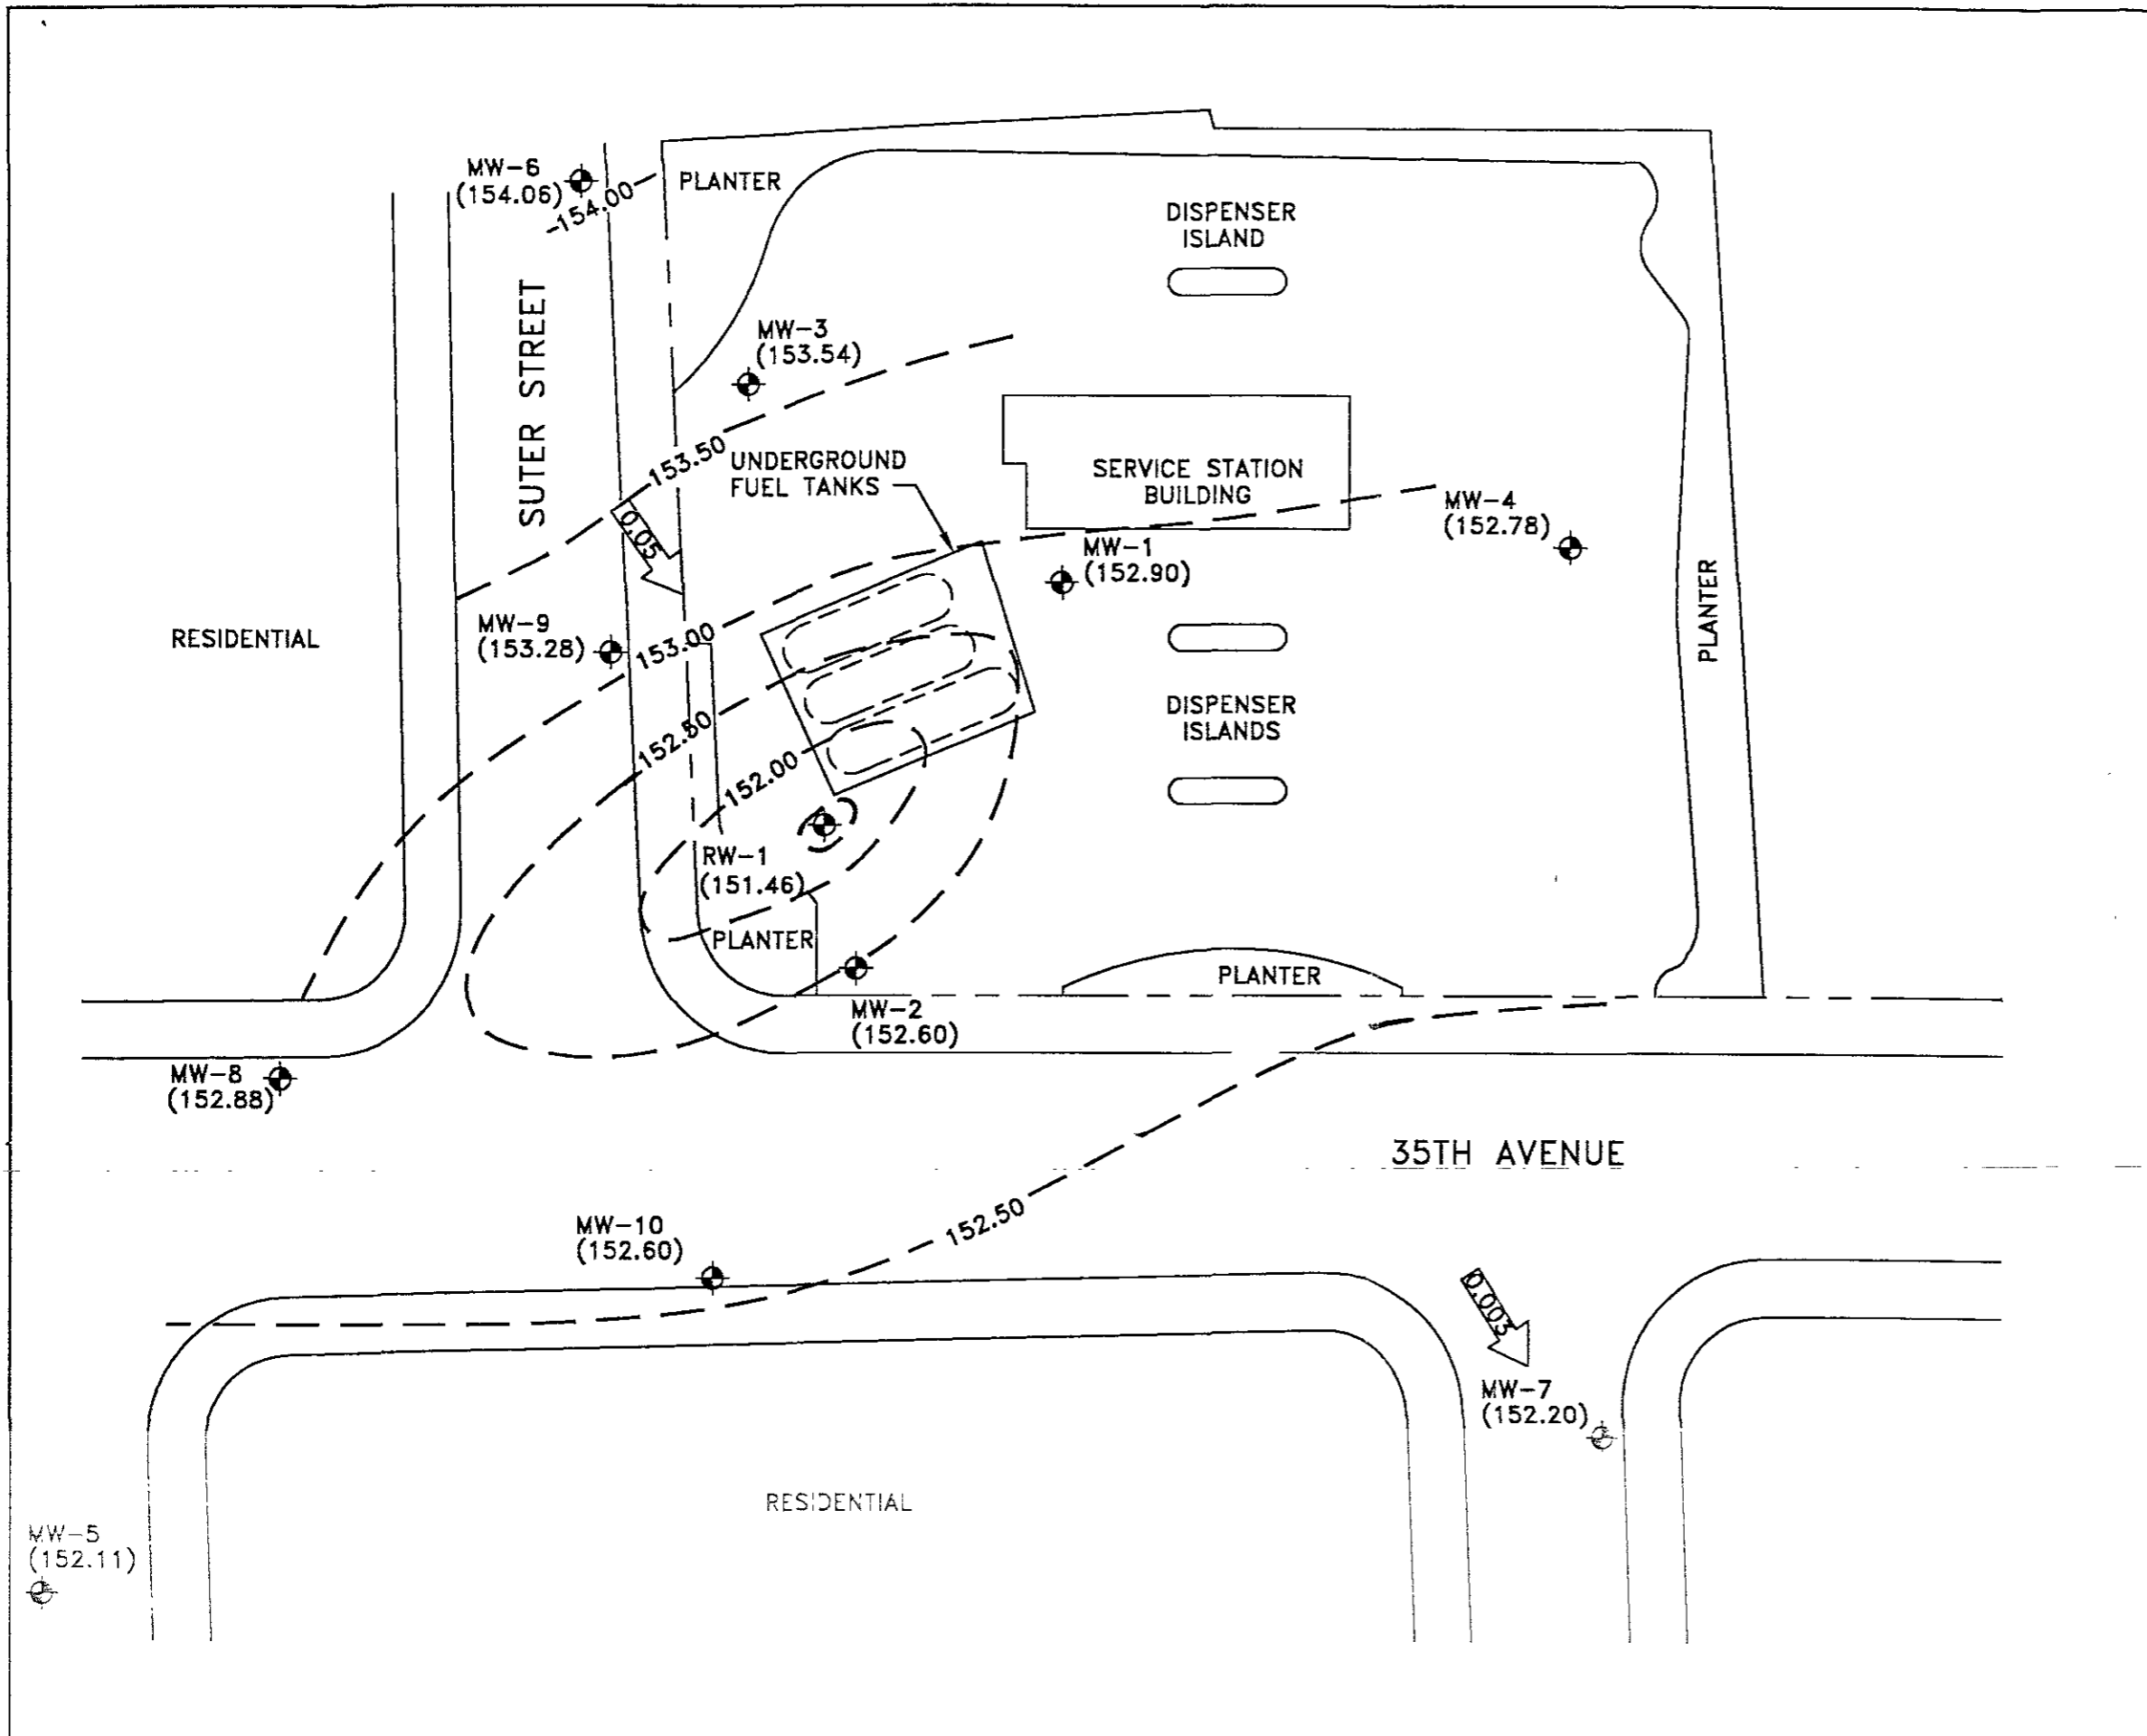 MW-6
(154.06)
-154.00
PLANTER
DISPENSER
ISLAND
SUTER STREET
MW-3
(153.54)
153.50
UNDERGROUND
FUEL TANKS
SERVICE STATION
BUILDING
MW-4
(152.78)
0.05
MW-1
(152.90)
PLANTER
RESIDENTIAL
MW-9
(153.28)
153.00
152.50
DISPENSER
ISLANDS
152.00
RW-1
(151.46)
PLANTER
PLANTER
MW-2
(152.60)
MW-8
(152.88)
35TH AVENUE
152.50
MW-10
(152.60)
0.003
MW-7
(152.20)
RESIDENTIAL
MW-5
(152.11)